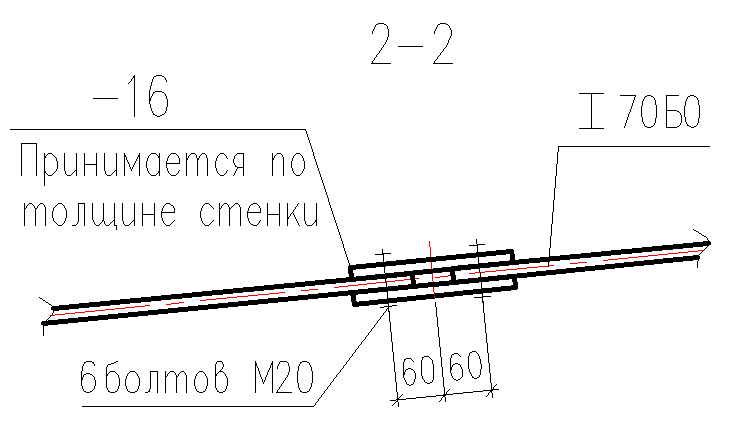 2-2
-16
I 70Б0
Принимается по
толщине стенки
6болтов М20
60
60